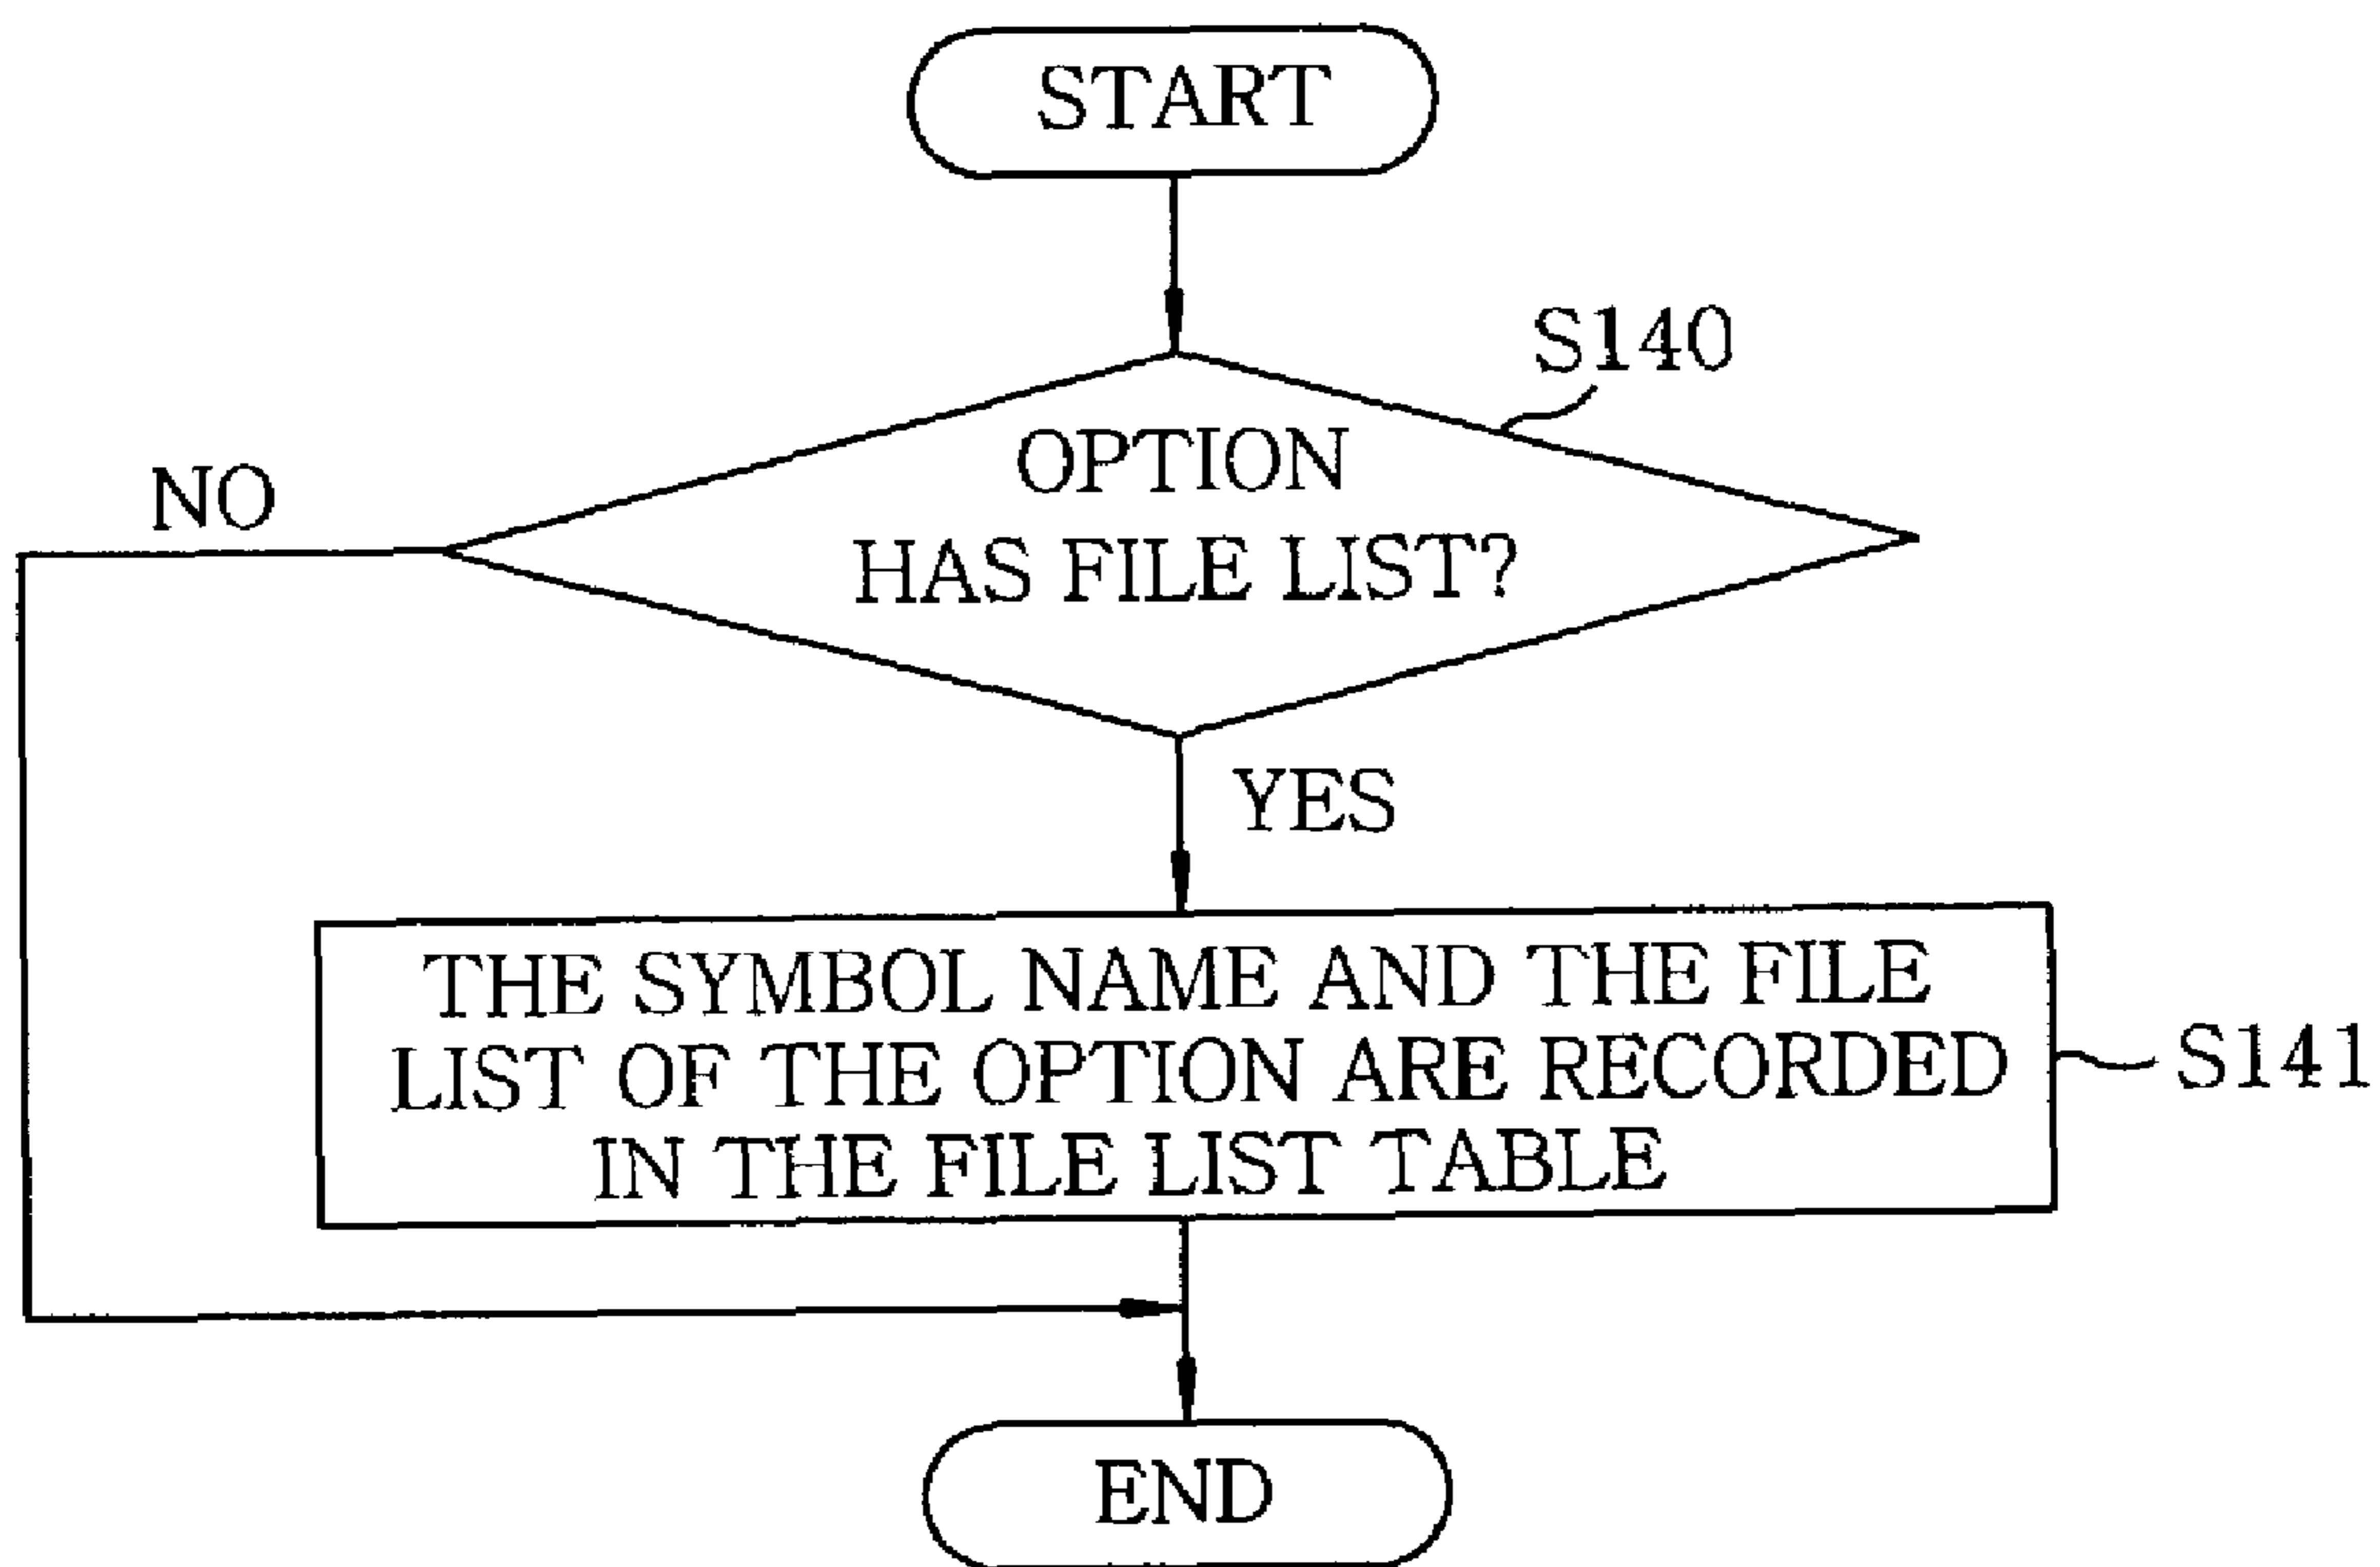 START
S140
OPTION
HAS FILE LIST?
NO
YES
THE SYMBOL NAME AND THE FILE
LIST OF THE OPTION ARE RECORDED
IN THE FILE LIST TABLE
S141
END